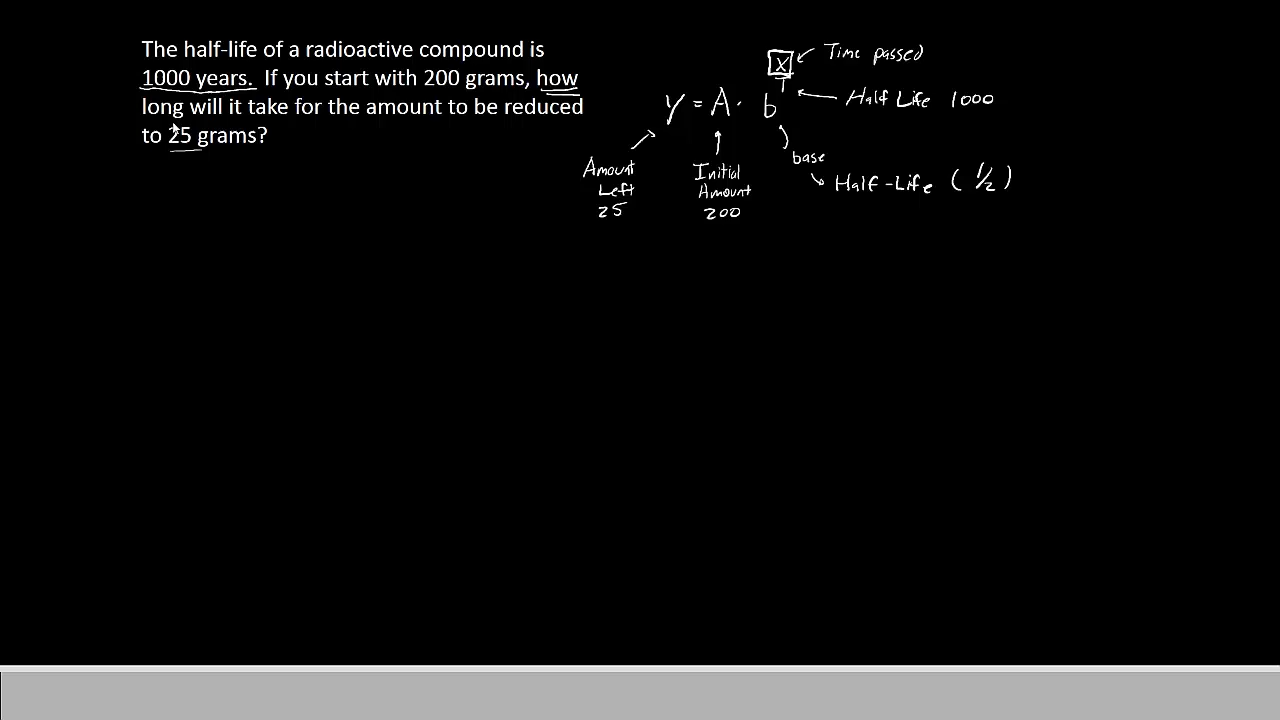 The half-life of a radioactive compound is
1000 years. If you start with 200 grams, how
long will it take for the amount to be reduced
to 25 grams?
y = A · b^(x/T)
Time passed
Half Life 1000
base
Half-Life (1/2)
Amount
Left
25
Initial
Amount
200